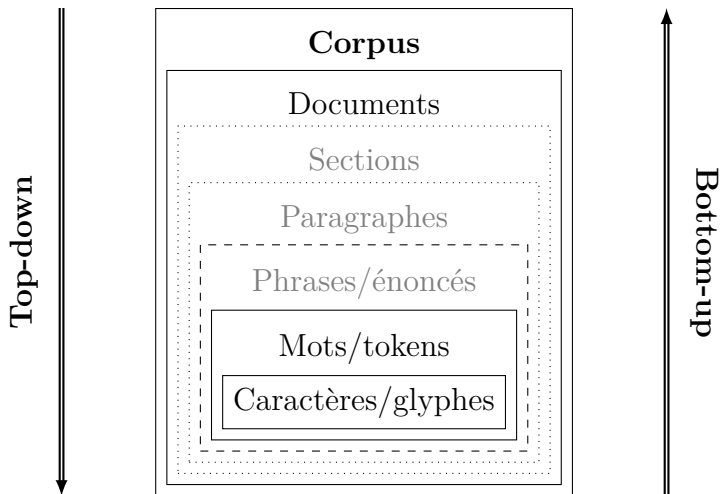 Corpus
Documents
Sections
Paragraphes
Phrases/énoncés
Mots/tokens
Caractères/glyphes
Top-down
Bottom-up